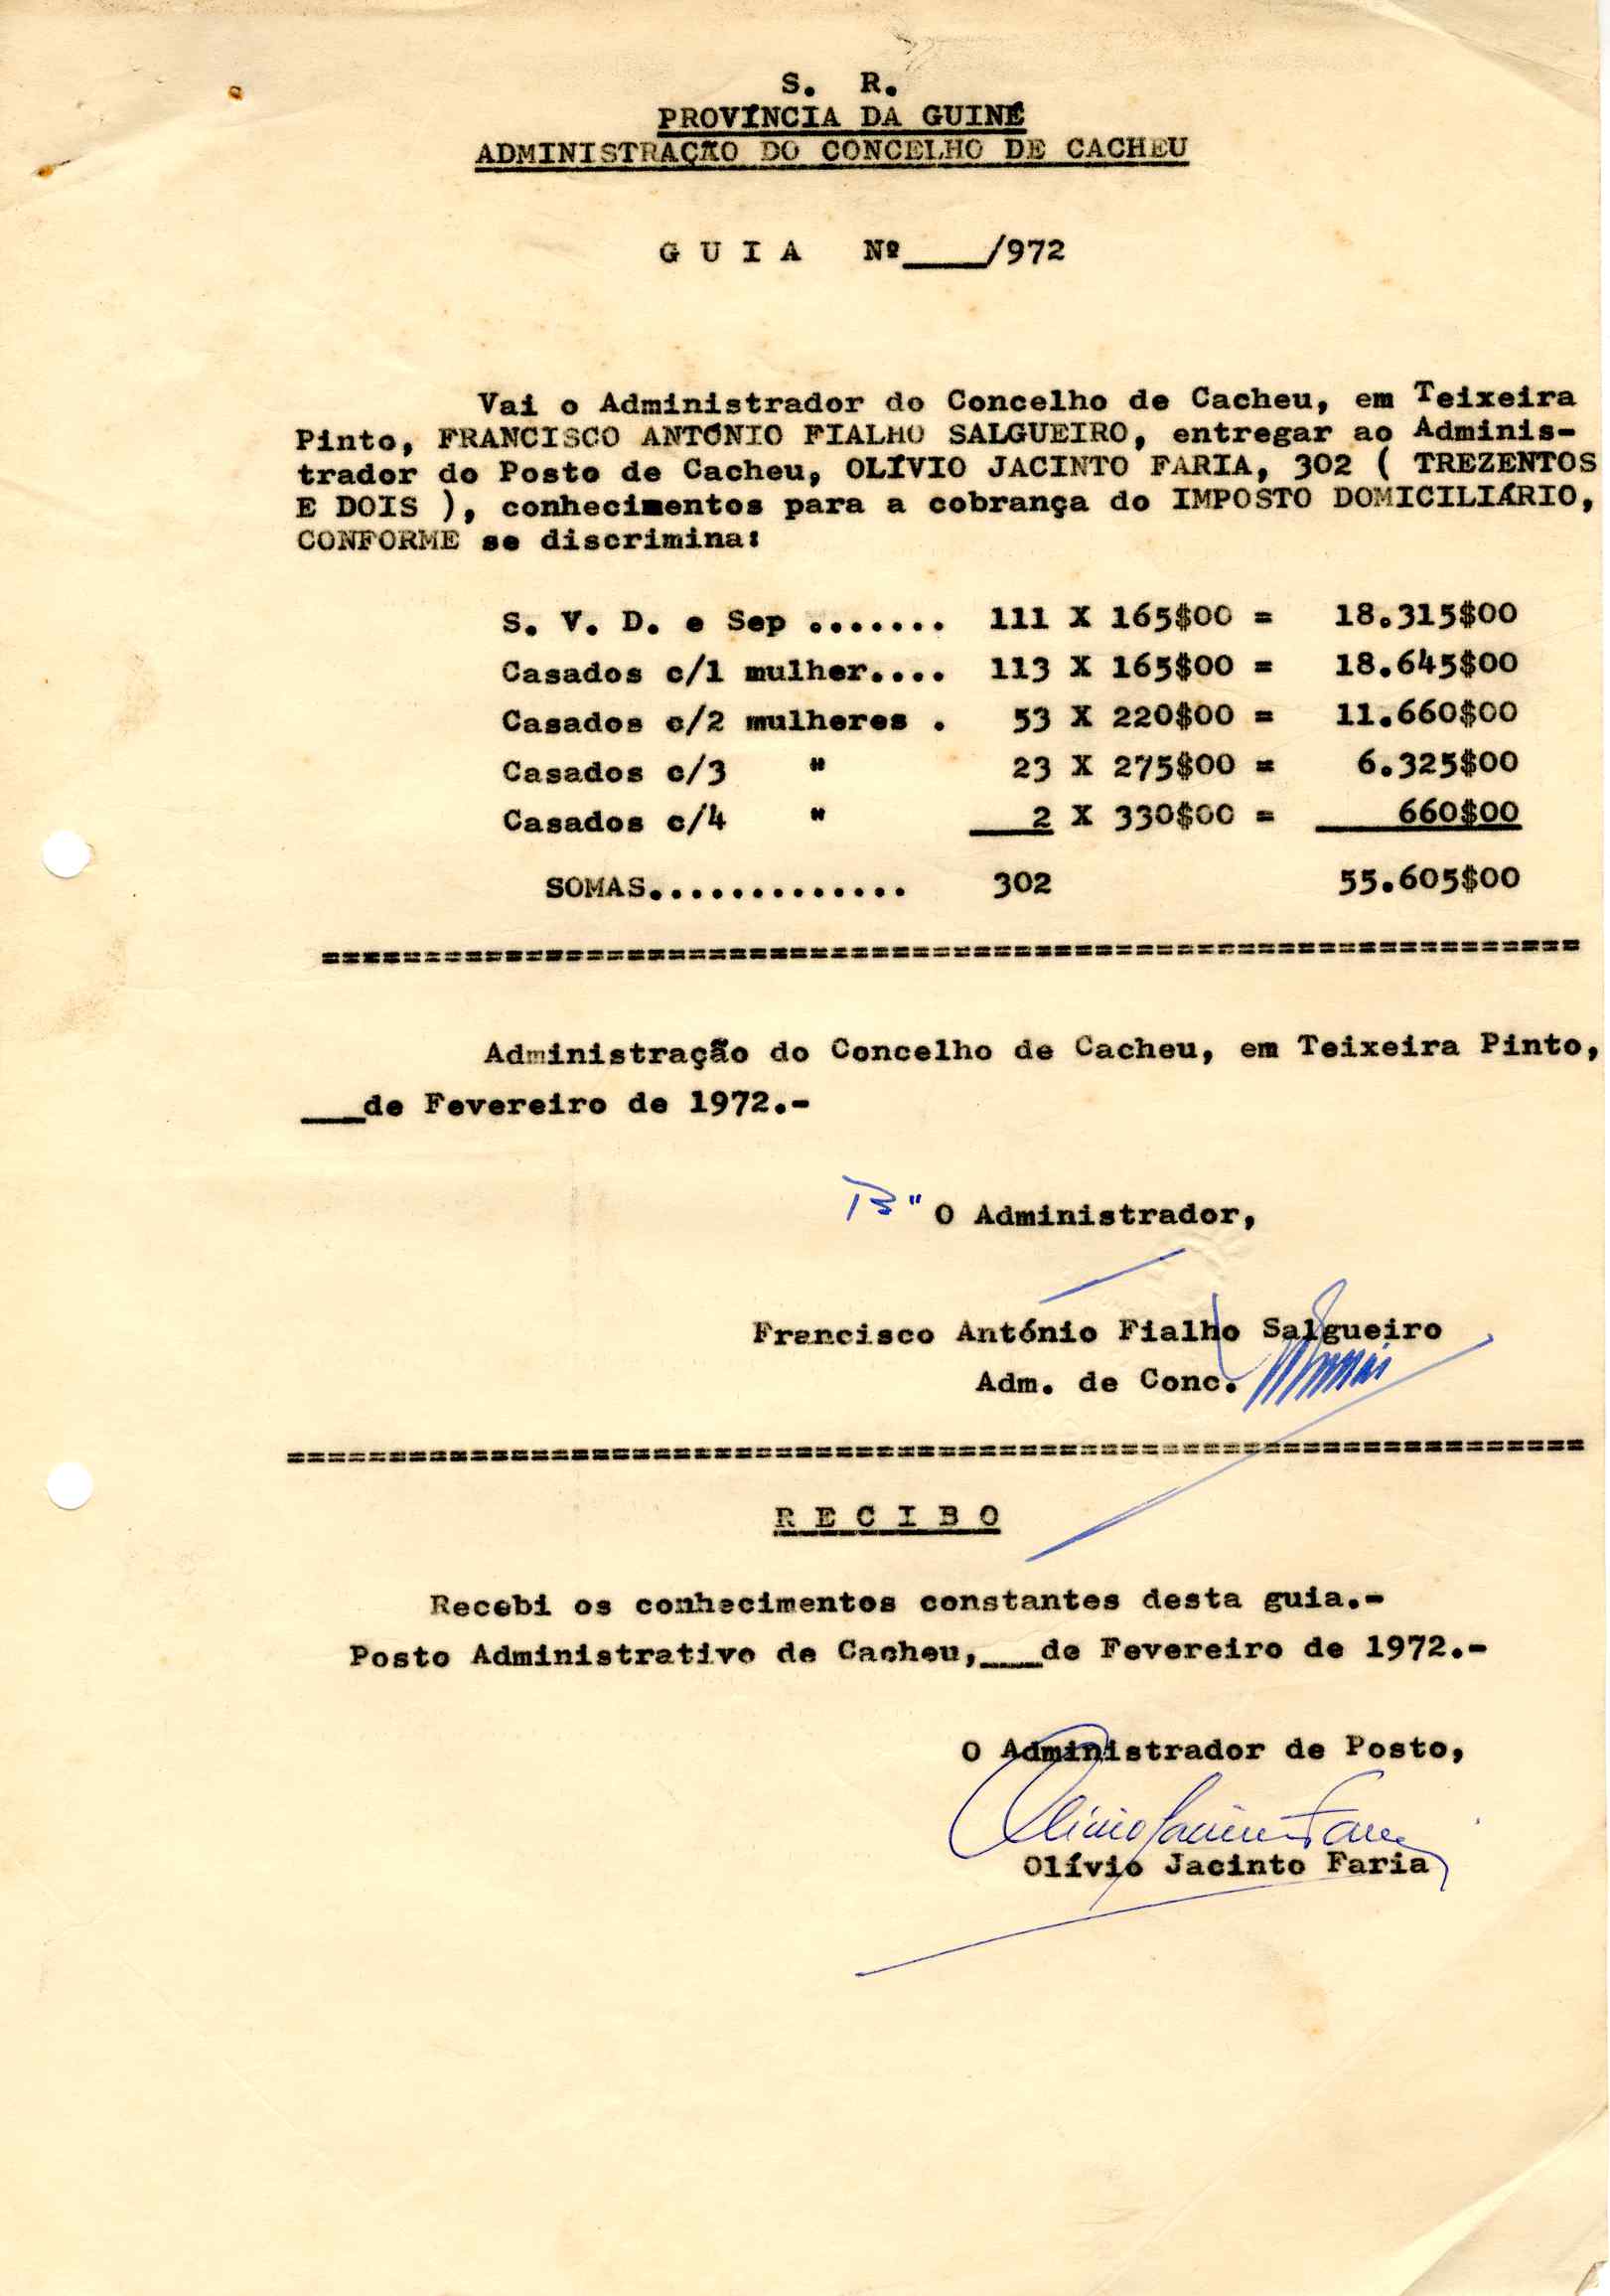 S. R.
PROVÍNCIA DA GUINÉ
ADMINISTRAÇÃO DO CONCELHO DE CACHEU
G U I A Nº____/972
Vai o Administrador do Concelho de Cacheu, em Teixeira
Pinto, FRANCISCO ANTÓNIO FIALHO SALGUEIRO, entregar ao Adminis-
trador do Posto de Cacheu, OLÍVIO JACINTO FARIA, 302 ( TREZENTOS
E DOIS ), conhecimentos para a cobrança do IMPOSTO DOMICILIÁRIO,
CONFORME se discrimina:
S. V. D. e Sep ....... 111 X 165$00 = 18.315$00
Casados c/1 mulher.... 113 X 165$00 = 18.645$00
Casados c/2 mulheres . 53 X 220$00 = 11.660$00
Casados c/3 " 23 X 275$00 = 6.325$00
Casados c/4 " 2 X 330$00 = 660$00
SOMAS............. 302 55.605$00
Administração do Concelho de Cacheu, em Teixeira Pinto,
___de Fevereiro de 1972.-
O Administrador,
Francisco António Fialho Salgueiro
Adm. de Conc.
R E C I B O
Recebi os conhecimentos constantes desta guia.-
Posto Administrativo de Cacheu,___de Fevereiro de 1972.-
O Administrador de Posto,
Olívio Jacinto Faria
Olívio Jacinto Faria